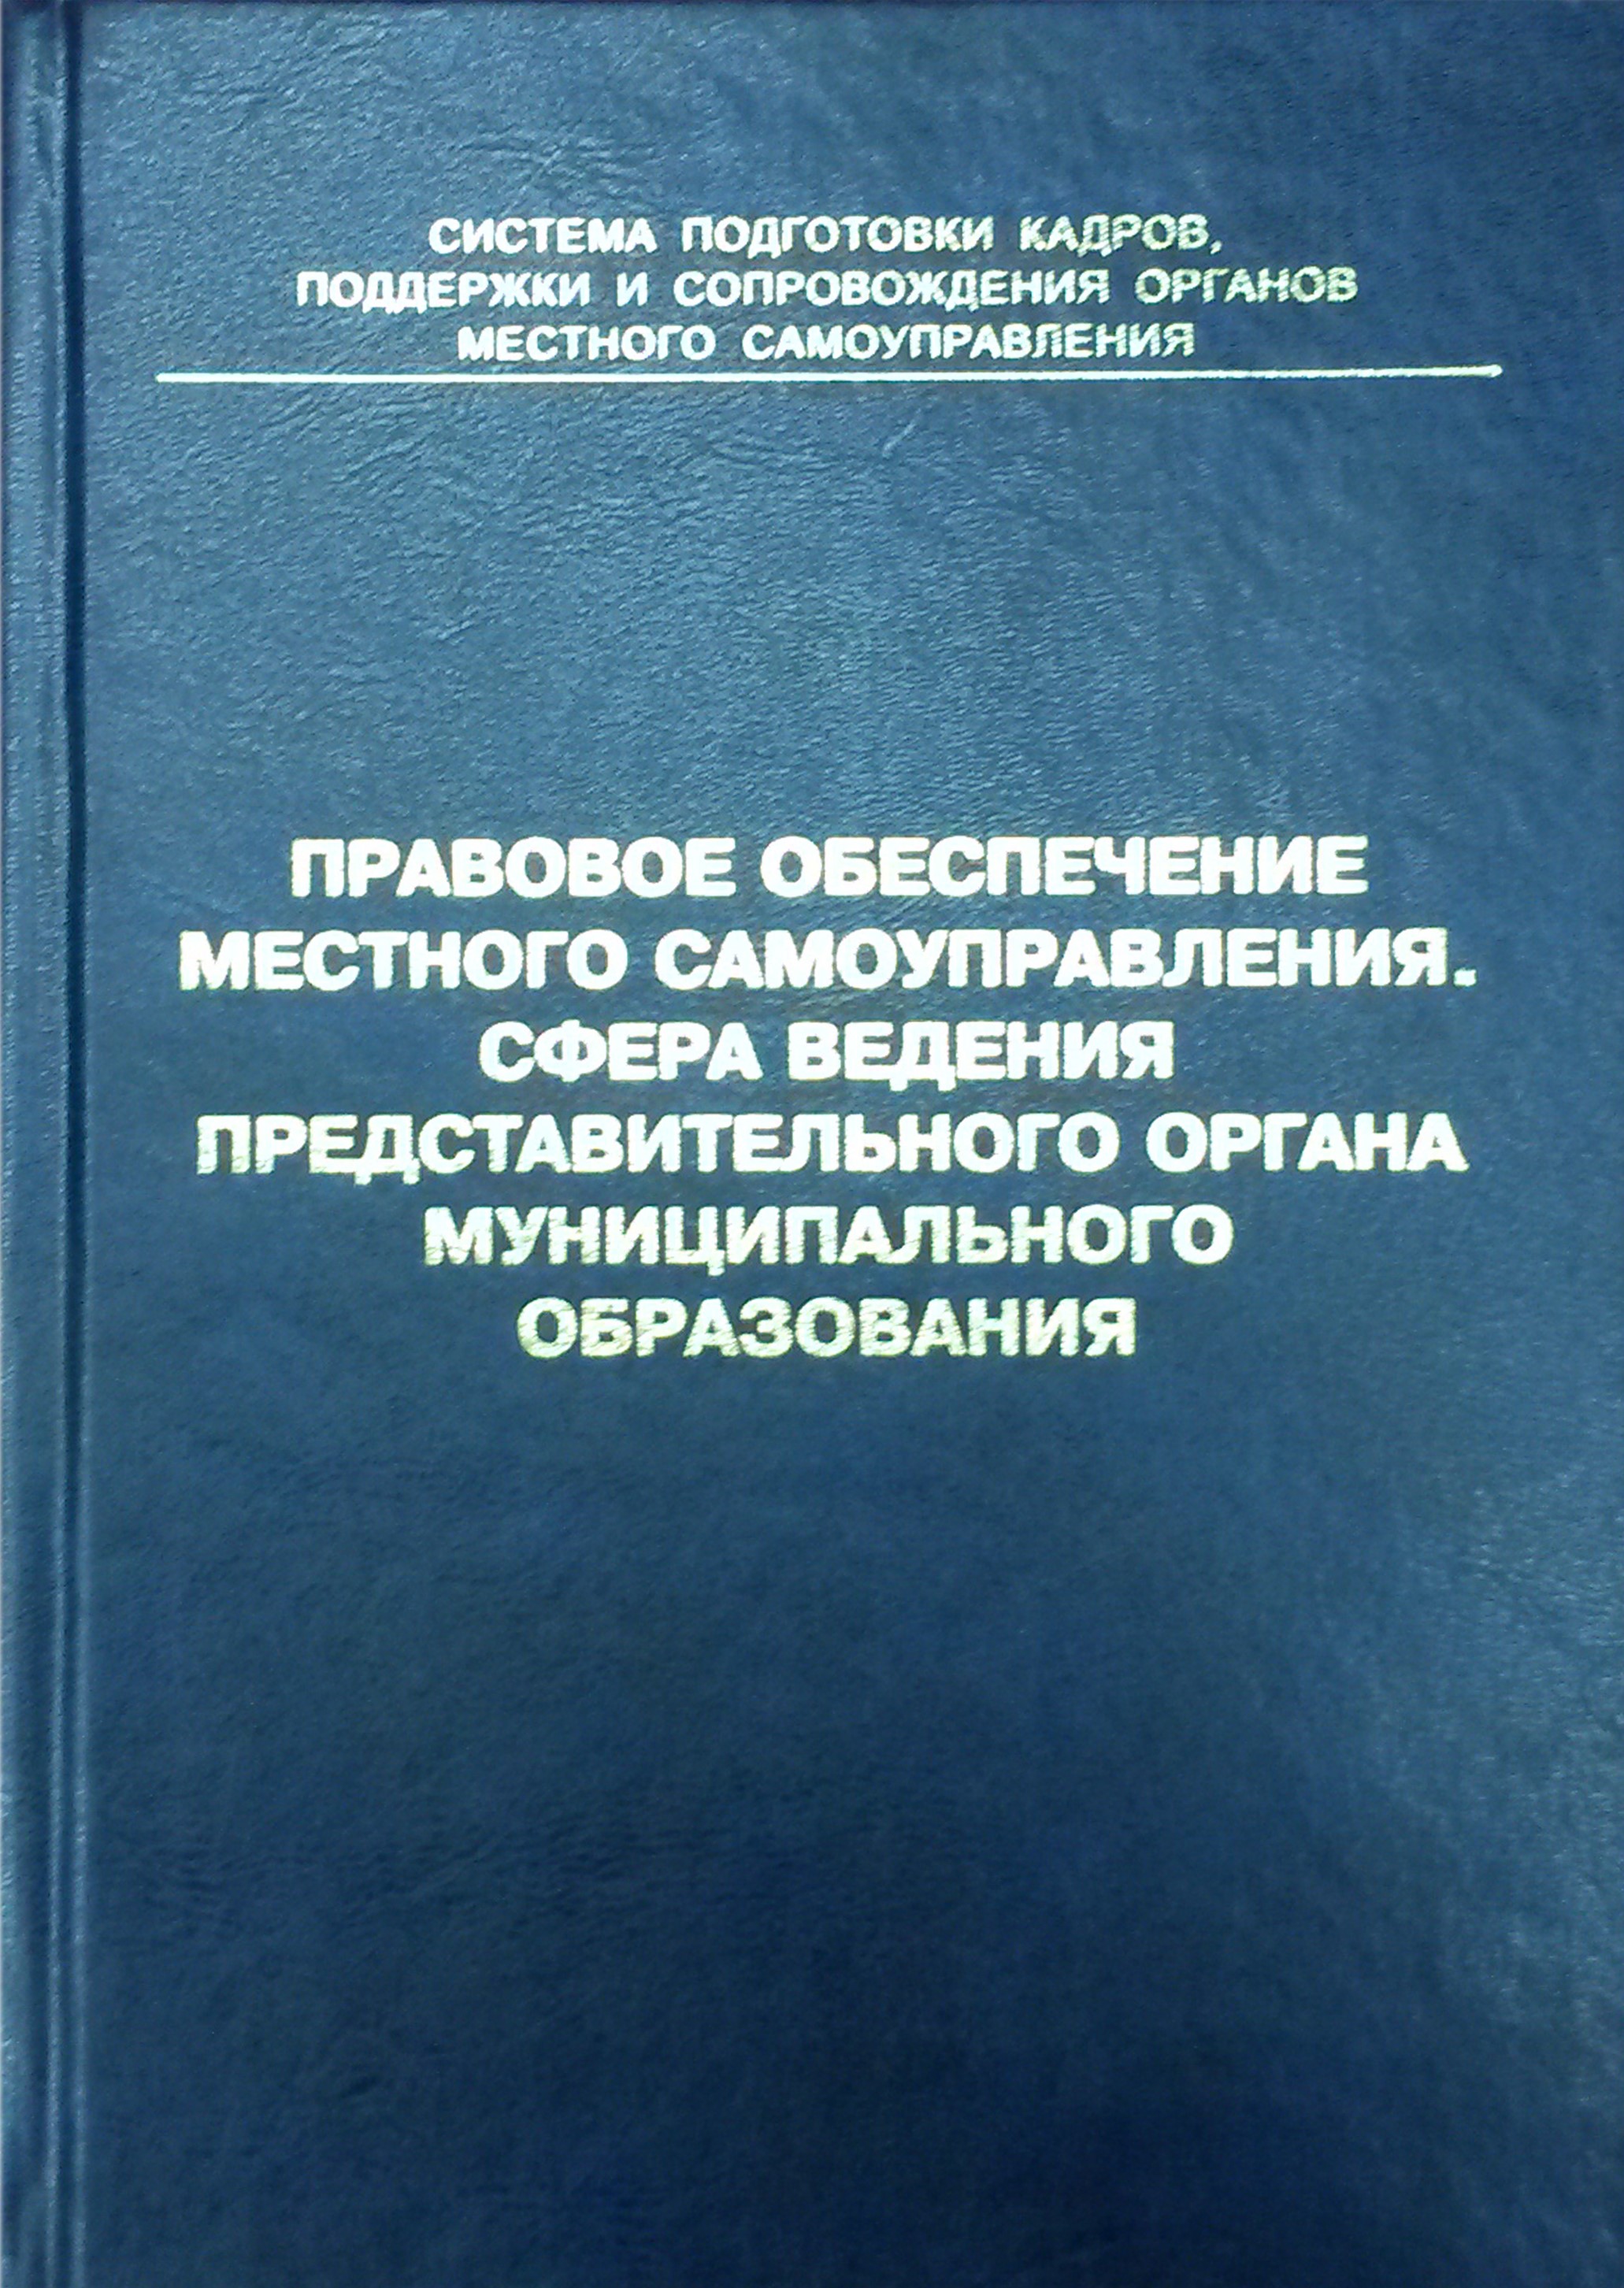 СИСТЕМА ПОДГОТОВКИ КАДРОВ,
ПОДДЕРЖКИ И СОПРОВОЖДЕНИЯ ОРГАНОВ
МЕСТНОГО САМОУПРАВЛЕНИЯ
ПРАВОВОЕ ОБЕСПЕЧЕНИЕ
МЕСТНОГО САМОУПРАВЛЕНИЯ.
СФЕРА ВЕДЕНИЯ
ПРЕДСТАВИТЕЛЬНОГО ОРГАНА
МУНИЦИПАЛЬНОГО
ОБРАЗОВАНИЯ